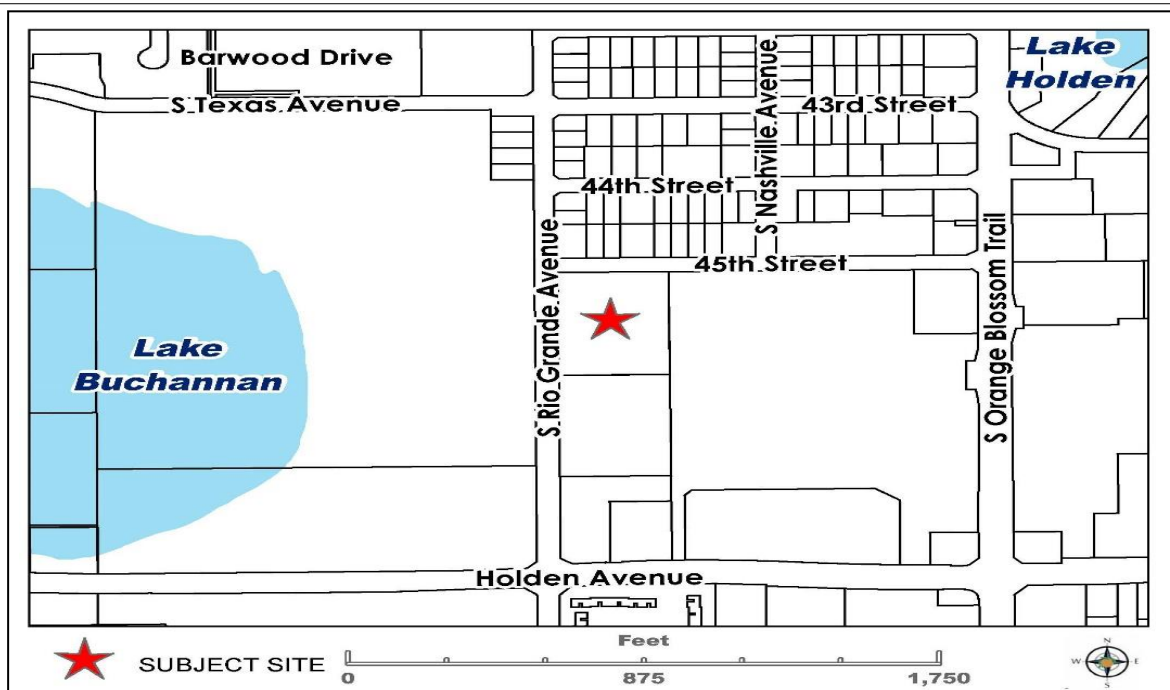 Lake
Holden
Barwood Drive
S Texas Avenue
S Nashville Avenue
43rd Street
44th Street
S Rio Grande Avenue
45th Street
S Orange Blossom Trail
Lake
Buchannan
Holden Avenue
SUBJECT SITE
Feet
0 875 1,750
N
W E
S